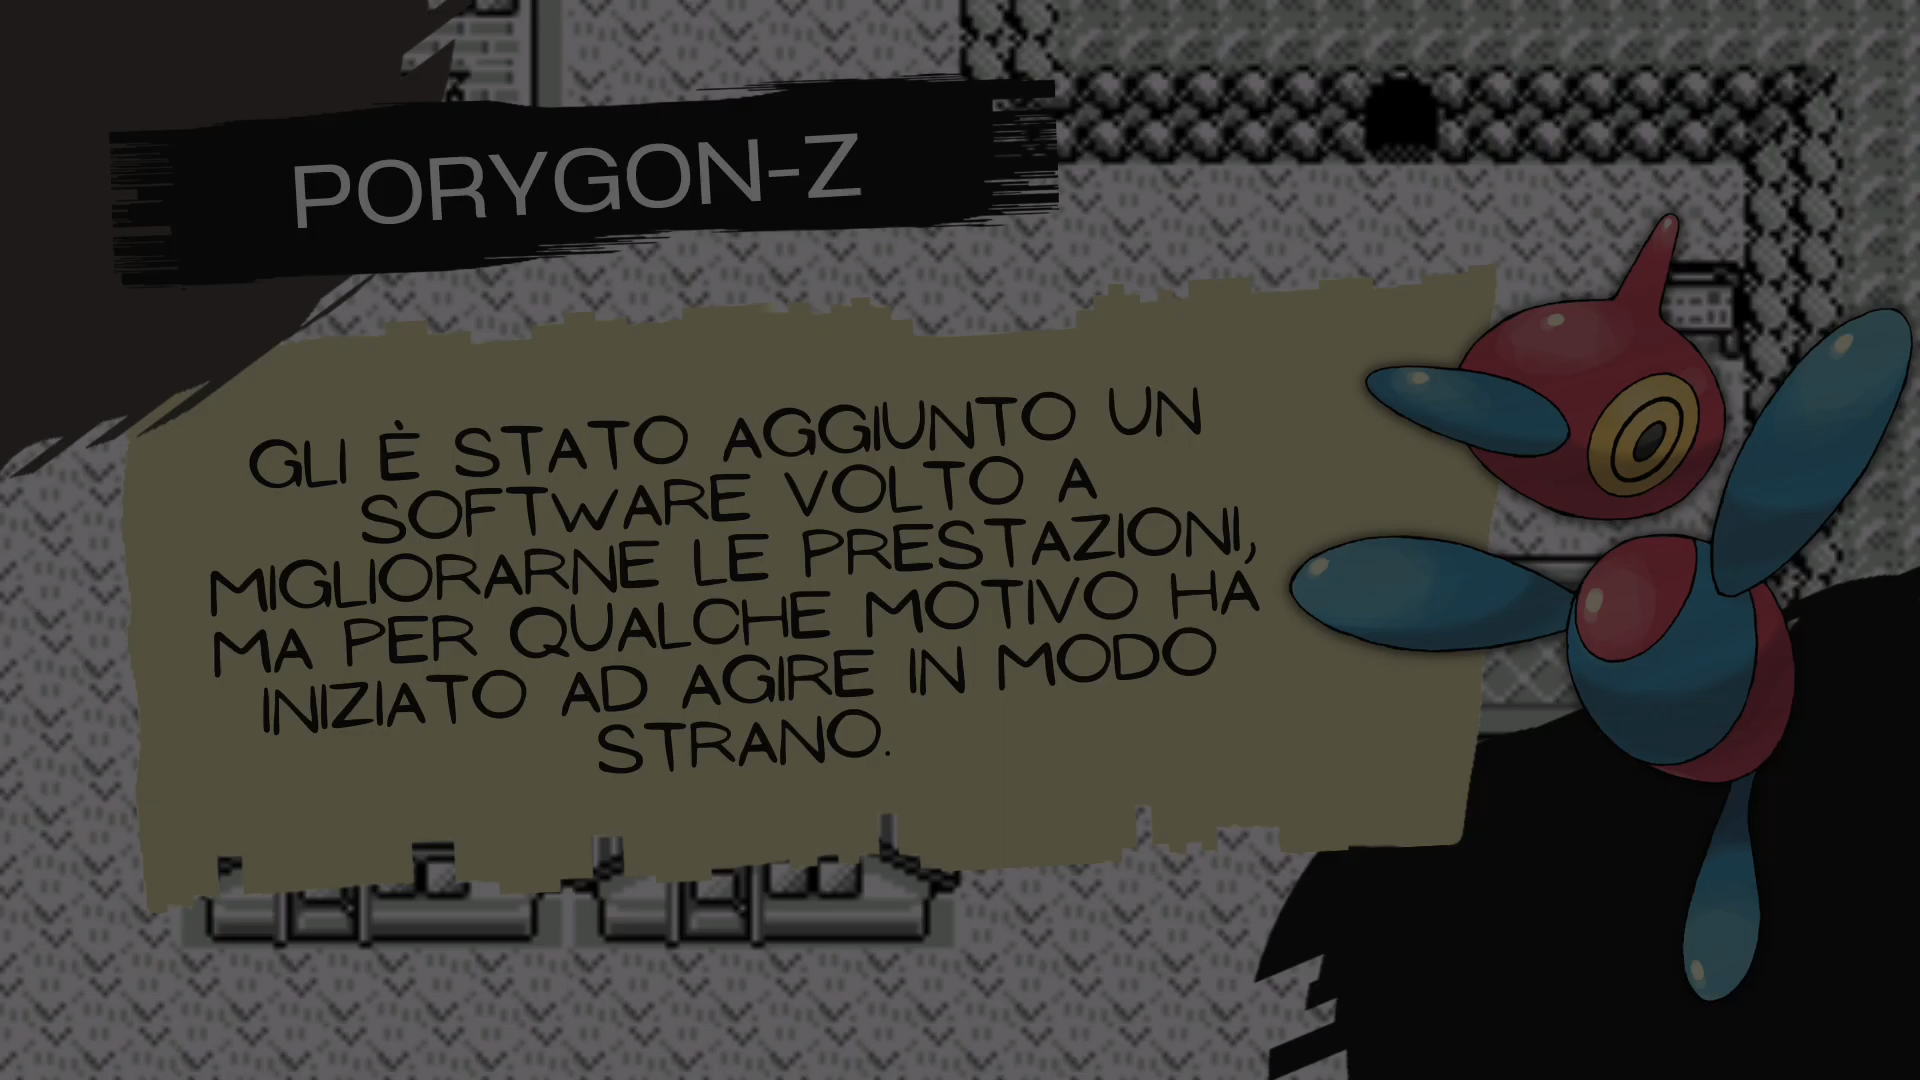 PORYGON-Z
GLI È STATO AGGIUNTO UN
SOFTWARE VOLTO A
MIGLIORARNE LE PRESTAZIONI,
MA PER QUALCHE MOTIVO HA
INIZIATO AD AGIRE IN MODO
STRANO.